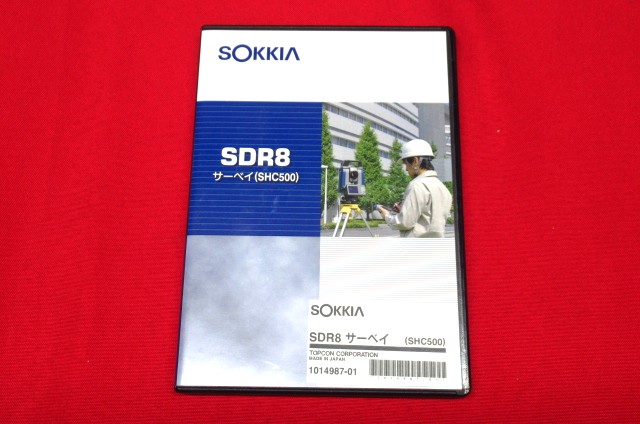 SOKKIA
SDR8
サーベイ(SHC500)
SOKKIA
SDR8 サーベイ (SHC500)
TOPCON CORPORATION
MADE IN JAPAN
1014987-01